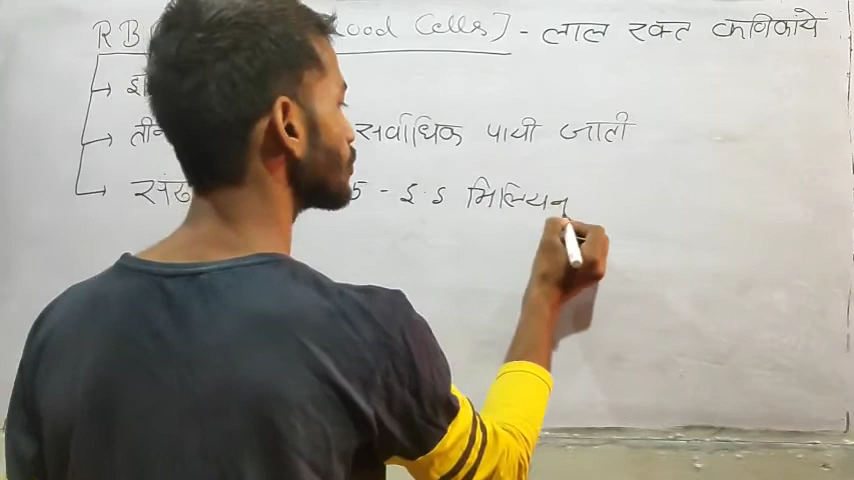 RB ood Cells] - लाल रक्त कणिकाये
सर्वाधिक पायी जाती
संख 5 - 5.5 मिलियन